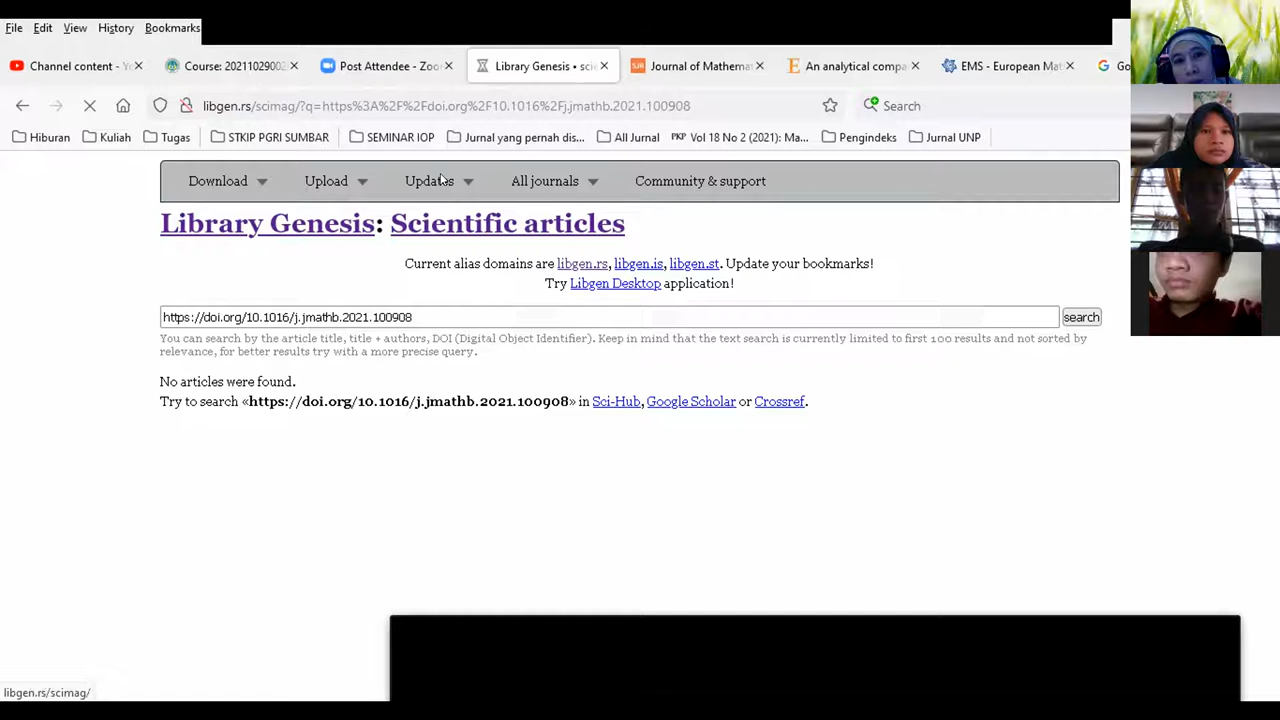 File Edit View History Bookmarks
Channel content - Yo
Course: 20211029002
Post Attendee - Zoo
Library Genesis • sci
Journal of Mathema
An analytical compa
EMS - European Mat
Go
libgen.rs/scimag/?q=https%3A%2F%2Fdoi.org%2F10.1016%2Fj.jmathb.2021.100908
Search
Hiburan Kuliah Tugas STKIP PGRI SUMBAR SEMINAR IOP Jurnal yang pernah dis... All Jurnal PKP Vol 18 No 2 (2021): Ma... Pengindeks Jurnal UNP
Download Upload Updates All journals Community & support
Library Genesis: Scientific articles
Current alias domains are libgen.rs, libgen.is, libgen.st. Update your bookmarks!
Try Libgen Desktop application!
https://doi.org/10.1016/j.jmathb.2021.100908 search
You can search by the article title, title + authors, DOI (Digital Object Identifier). Keep in mind that the text search is currently limited to first 100 results and not sorted by
relevance, for better results try with a more precise query.
No articles were found.
Try to search «https://doi.org/10.1016/j.jmathb.2021.100908» in Sci-Hub, Google Scholar or Crossref.
libgen.rs/scimag/